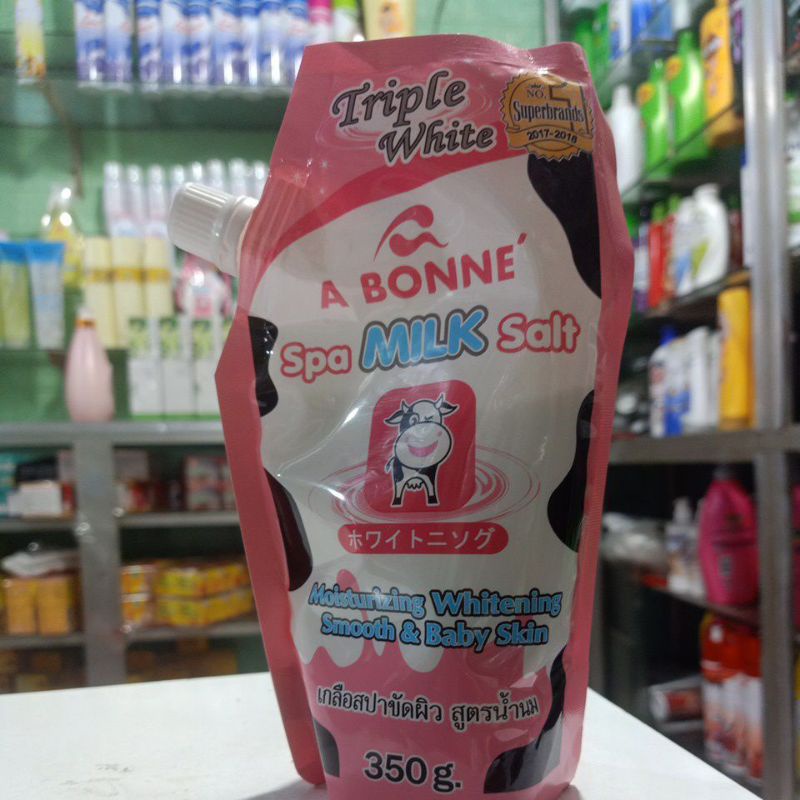 Triple
White
NO. 1
Superbrands
2017-2018
A BONNE´
Spa MILK Salt
ホワイトニソグ
Moisturizing Whitening
Smooth & Baby Skin
เกลือสปาขัดผิว สูตรน้ำนม
350 g.